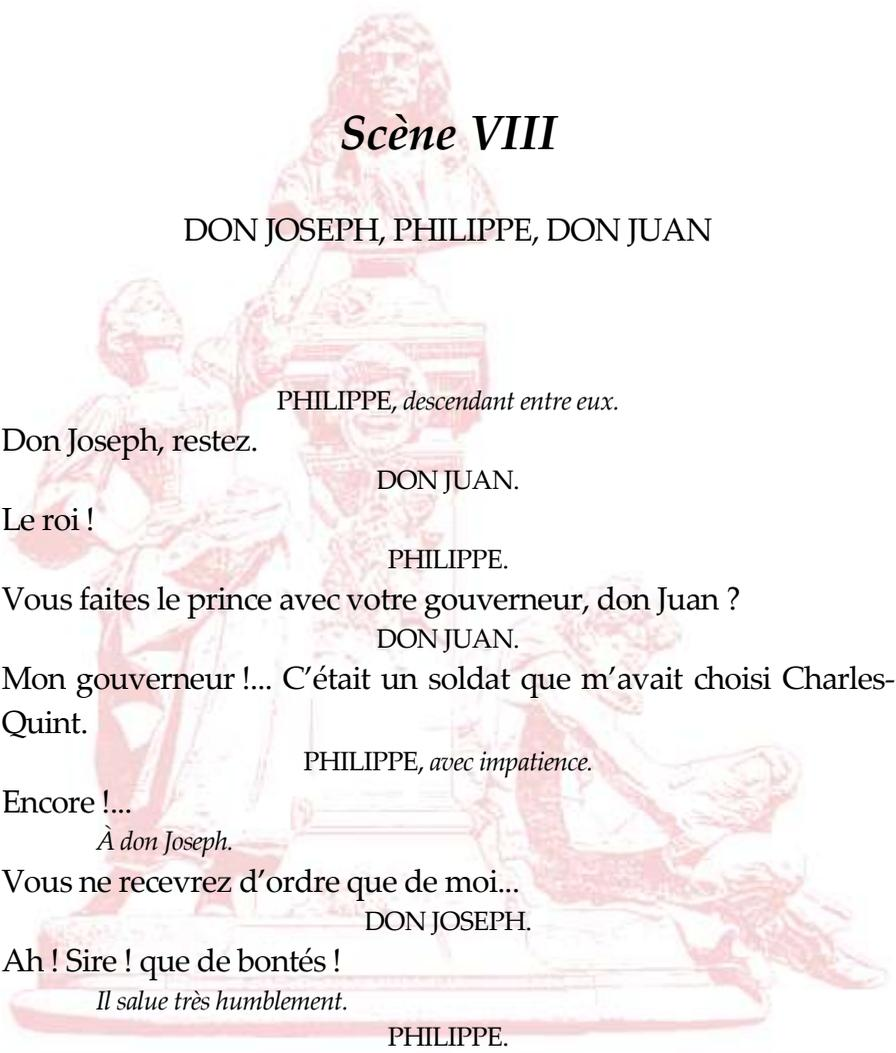 Scène VIII
DON JOSEPH, PHILIPPE, DON JUAN
PHILIPPE, descendant entre eux.
Don Joseph, restez.
DON JUAN.
Le roi !
PHILIPPE.
Vous faites le prince avec votre gouverneur, don Juan ?
DON JUAN.
Mon gouverneur !... C’était un soldat que m’avait choisi Charles-
Quint.
PHILIPPE, avec impatience.
Encore !...
À don Joseph.
Vous ne recevrez d’ordre que de moi...
DON JOSEPH.
Ah ! Sire ! que de bontés !
Il salue très humblement.
PHILIPPE.